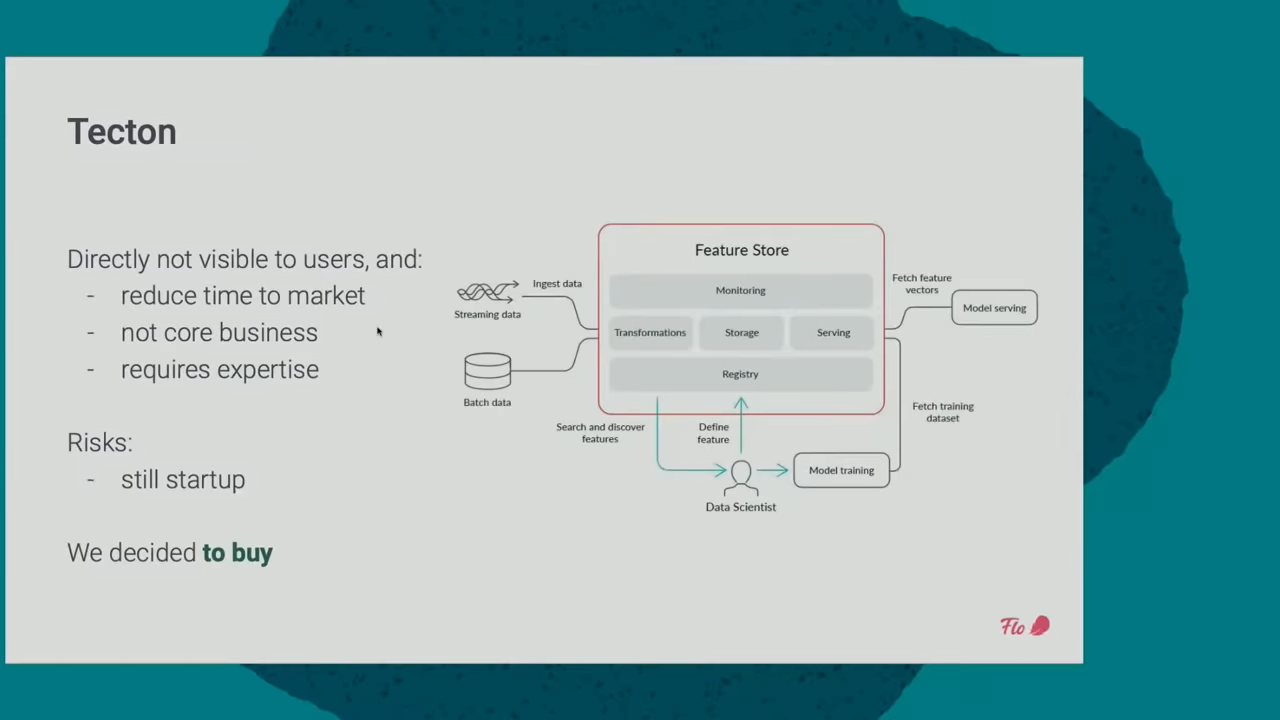 Tecton
Directly not visible to users, and:
- reduce time to market
- not core business
- requires expertise
Risks:
- still startup
We decided to buy
Feature Store
Monitoring
Transformations
Storage
Serving
Registry
Ingest data
Streaming data
Batch data
Fetch feature
vectors
Model serving
Fetch training
dataset
Search and discover
features
Define
feature
Model training
Data Scientist
Flo